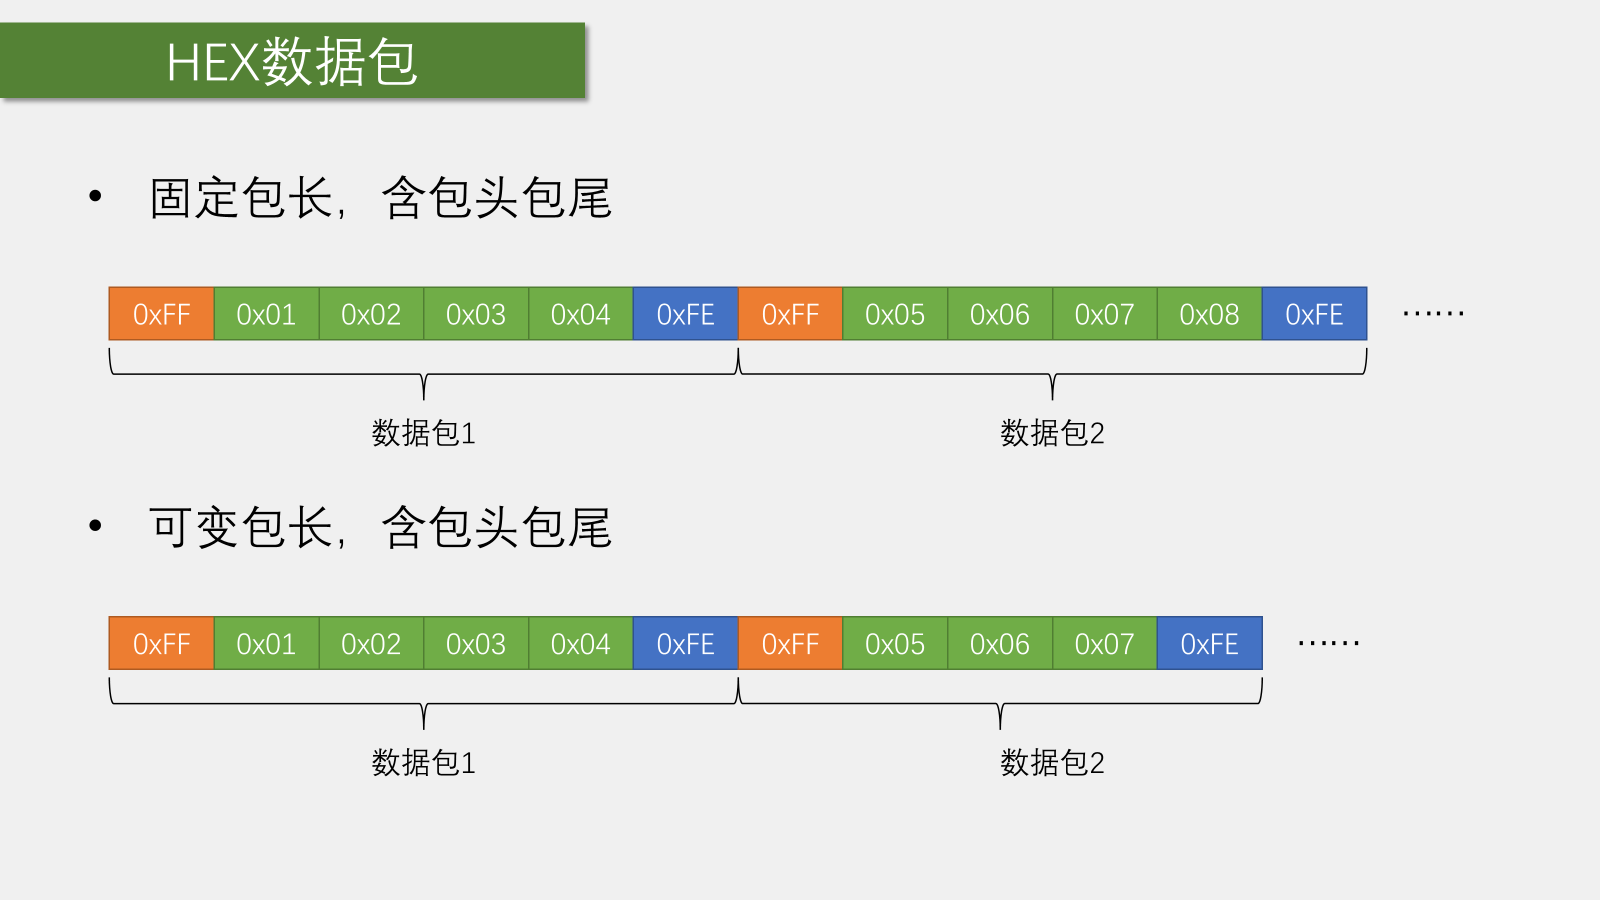 HEX数据包
• 固定包长，含包头包尾
0xFF 0x01 0x02 0x03 0x04 0xFE 0xFF 0x05 0x06 0x07 0x08 0xFE ……
数据包1 数据包2
• 可变包长，含包头包尾
0xFF 0x01 0x02 0x03 0x04 0xFE 0xFF 0x05 0x06 0x07 0xFE ……
数据包1 数据包2